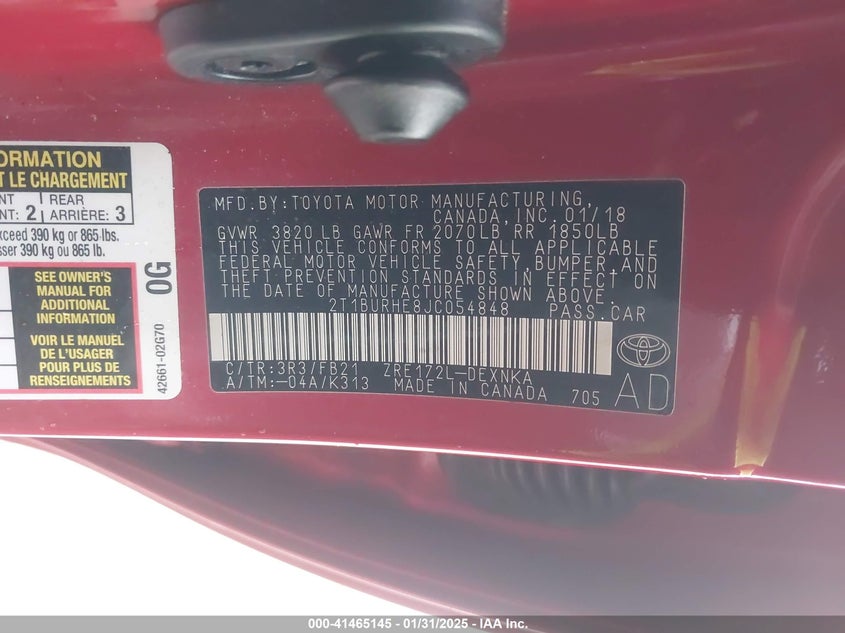 ORMATION
T LE CHARGEMENT
NT REAR
NT: 2 ARRIÈRE: 3
xceed 390 kg or 865 lbs.
sser 390 kg ou 865 lb.
SEE OWNER'S
MANUAL FOR
ADDITIONAL
INFORMATION
VOIR LE MANUEL
DE L'USAGER
POUR PLUS DE
RENSEIGNEMENTS
0G
42661-02G70
MFD.BY:TOYOTA MOTOR MANUFACTURING,
CANADA, INC. 01/18
GVWR 3820 LB GAWR FR 2070LB RR 1850LB
THIS VEHICLE CONFORMS TO ALL APPLICABLE
FEDERAL MOTOR VEHICLE SAFETY, BUMPER, AND
THEFT PREVENTION STANDARDS IN EFFECT ON
THE DATE OF MANUFACTURE SHOWN ABOVE.
2T1BURHE8JC054848 PASS.CAR
C/TR:3R3/FB21 ZRE172L-DEXNKA
A/TM:-04A/K313 MADE IN CANADA 705
AD
000-41465145 - 01/31/2025 - IAA Inc.